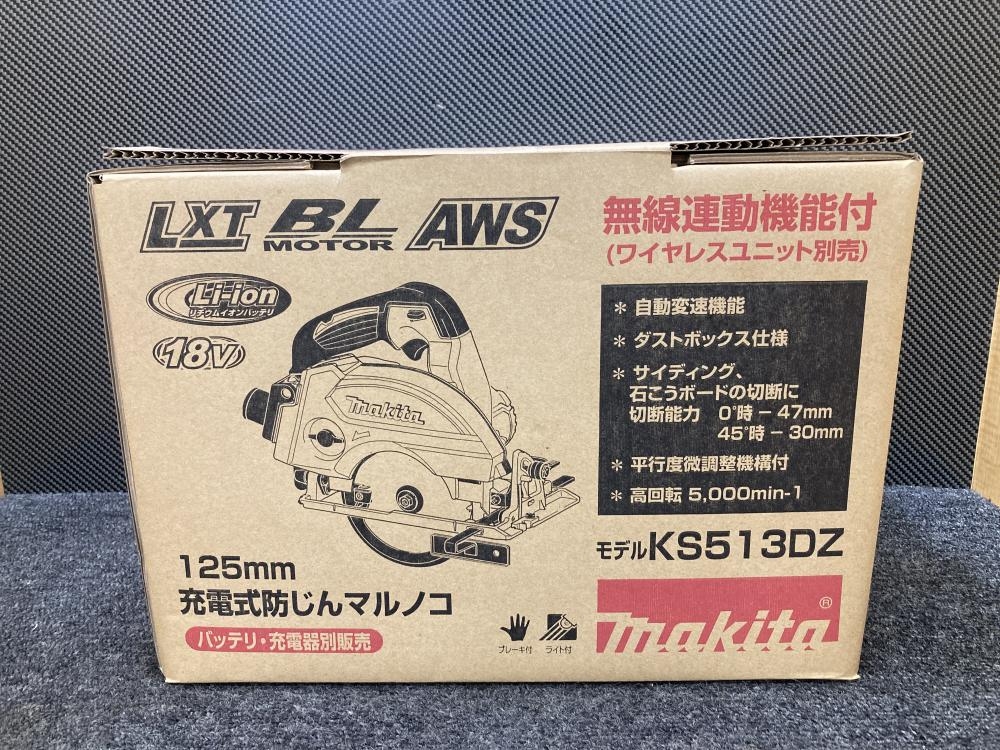 LXT BL MOTOR AWS
無線連動機能付
(ワイヤレスユニット別売)
Li-ion
リチウムイオンバッテリ
18V
makita
* 自動変速機能
* ダストボックス仕様
* サイディング、
石こうボードの切断に
切断能力 0°時－47mm
45°時－30mm
* 平行度微調整機構付
* 高回転 5,000min-1
モデルKS513DZ
125mm
充電式防じんマルノコ
バッテリ・充電器別販売
ブレーキ付 ライト付
makita®